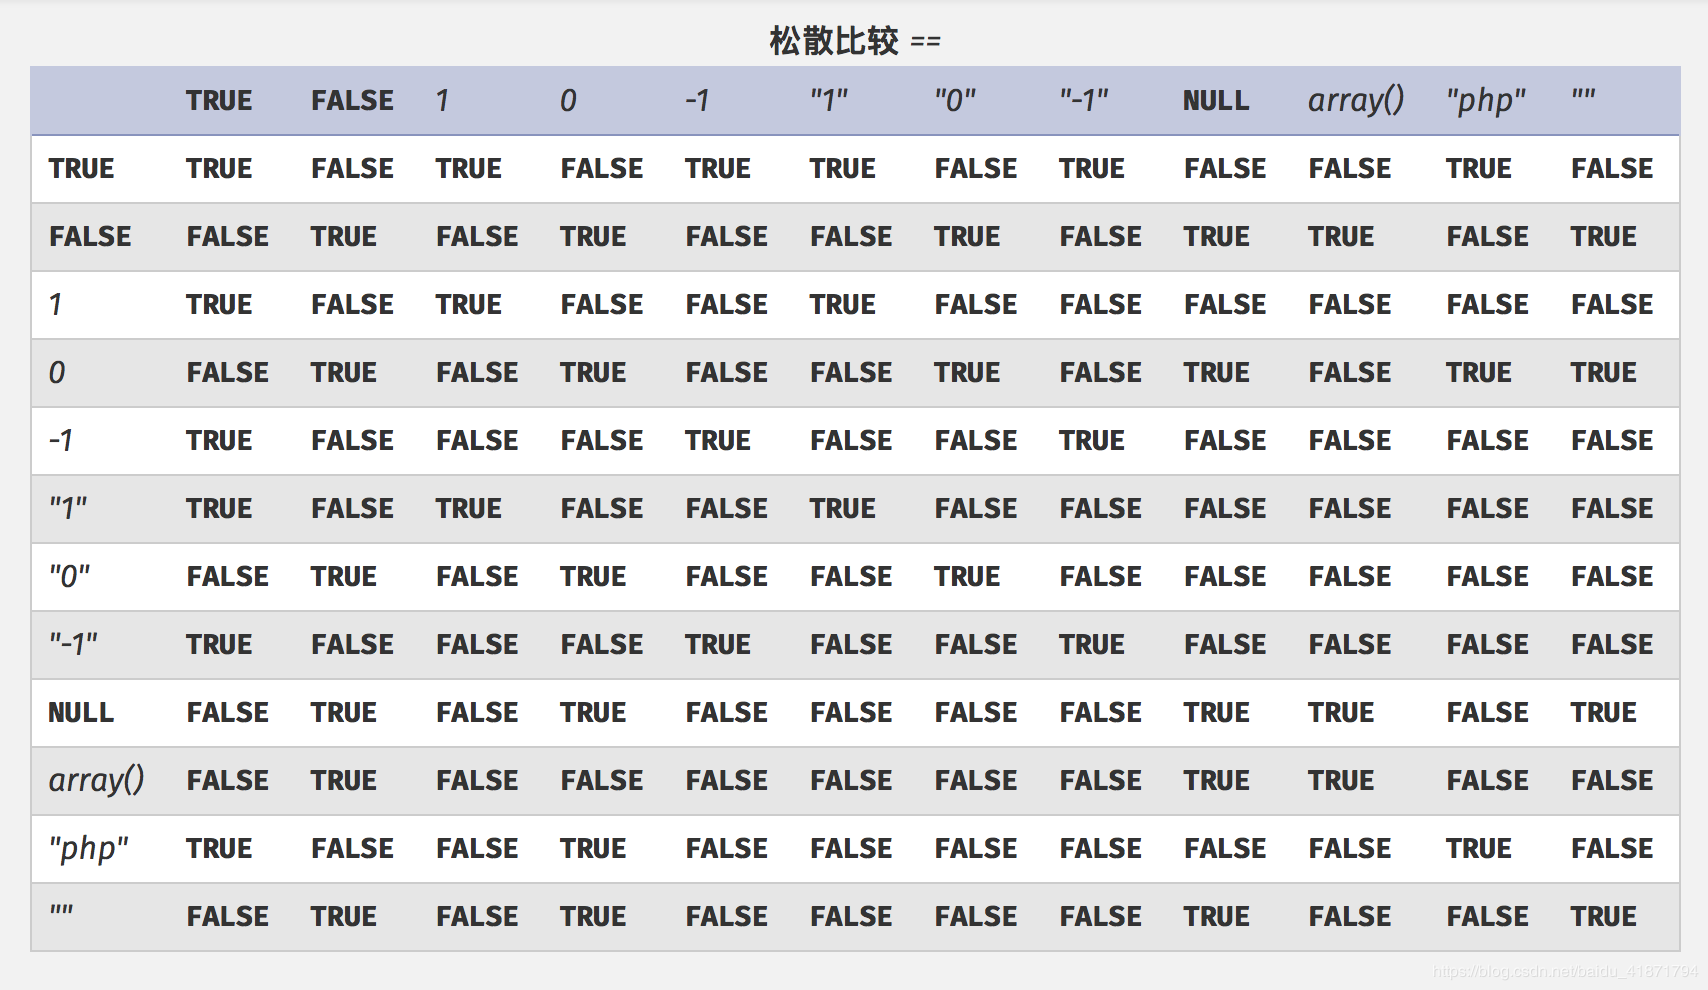 松散比较 ==
TRUE FALSE 1 0 -1 "1" "0" "-1" NULL array() "php" ""
TRUE TRUE FALSE TRUE FALSE TRUE TRUE FALSE TRUE FALSE FALSE TRUE FALSE
FALSE FALSE TRUE FALSE TRUE FALSE FALSE TRUE FALSE TRUE TRUE FALSE TRUE
1 TRUE FALSE TRUE FALSE FALSE TRUE FALSE FALSE FALSE FALSE FALSE FALSE
0 FALSE TRUE FALSE TRUE FALSE FALSE TRUE FALSE TRUE FALSE TRUE TRUE
-1 TRUE FALSE FALSE FALSE TRUE FALSE FALSE TRUE FALSE FALSE FALSE FALSE
"1" TRUE FALSE TRUE FALSE FALSE TRUE FALSE FALSE FALSE FALSE FALSE FALSE
"0" FALSE TRUE FALSE TRUE FALSE FALSE TRUE FALSE FALSE FALSE FALSE FALSE
"-1" TRUE FALSE FALSE FALSE TRUE FALSE FALSE TRUE FALSE FALSE FALSE FALSE
NULL FALSE TRUE FALSE TRUE FALSE FALSE FALSE FALSE TRUE TRUE FALSE TRUE
array() FALSE TRUE FALSE FALSE FALSE FALSE FALSE FALSE TRUE TRUE FALSE FALSE
"php" TRUE FALSE FALSE TRUE FALSE FALSE FALSE FALSE FALSE FALSE TRUE FALSE
"" FALSE TRUE FALSE TRUE FALSE FALSE FALSE FALSE TRUE FALSE FALSE TRUE
https://blog.csdn.net/baidu_41871794